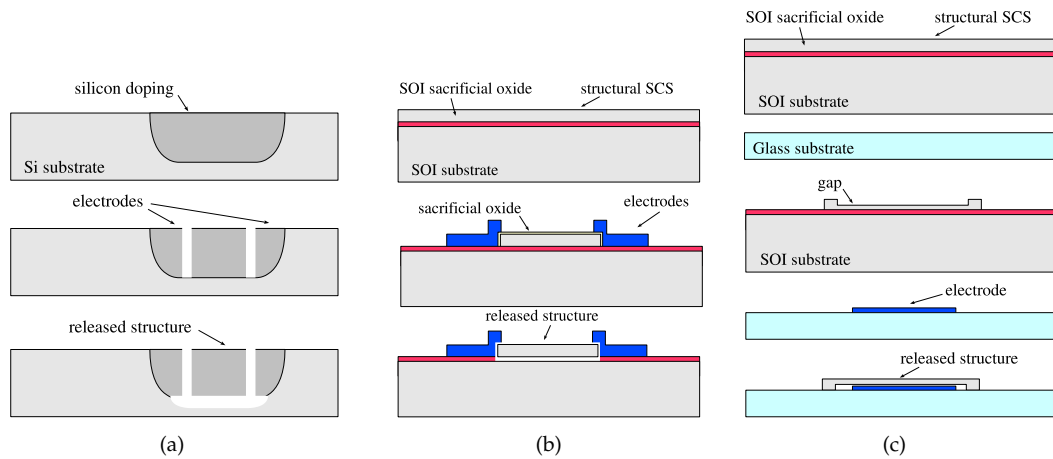 silicon doping
Si substrate
electrodes
released structure
(a)
SOI sacrificial oxide
structural SCS
SOI substrate
sacrificial oxide
electrodes
released structure
(b)
SOI sacrificial oxide
structural SCS
SOI substrate
Glass substrate
gap
SOI substrate
electrode
released structure
(c)